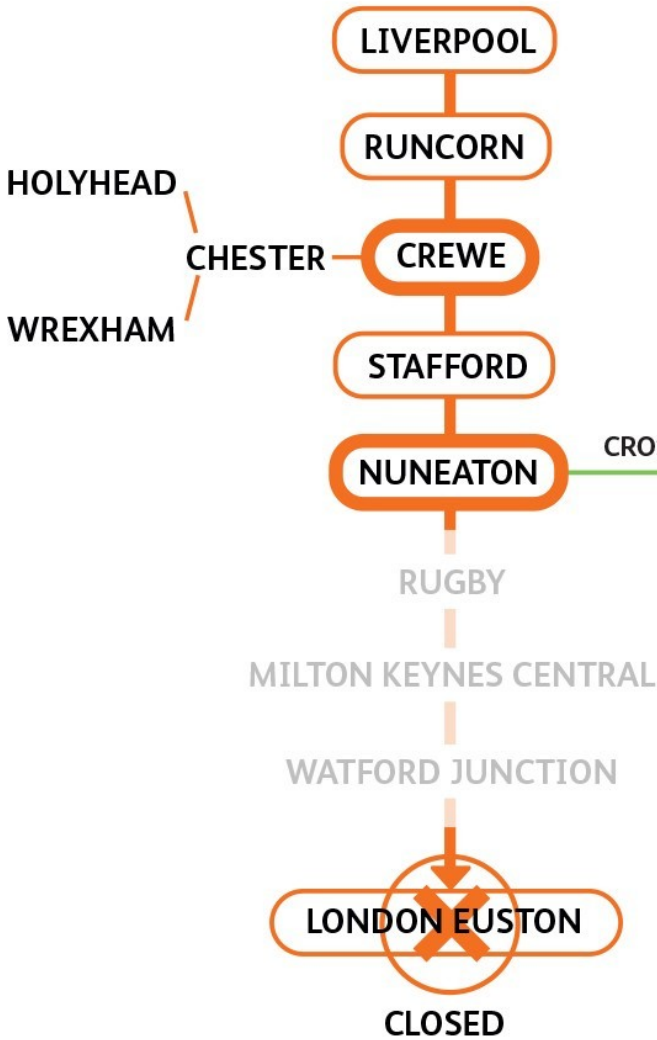 LIVERPOOL
RUNCORN
HOLYHEAD
CHESTER
CREWE
WREXHAM
STAFFORD
NUNEATON
CRO
RUGBY
MILTON KEYNES CENTRAL
WATFORD JUNCTION
LONDON EUSTON
CLOSED